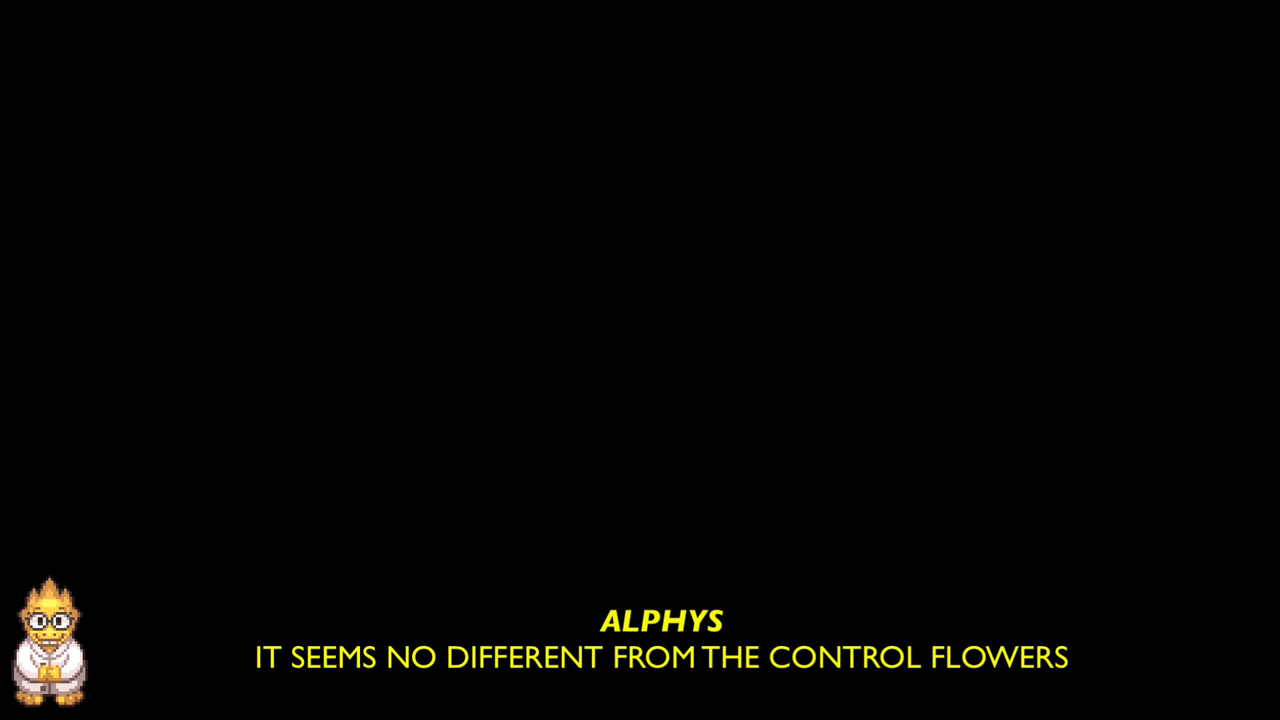 ALPHYS
IT SEEMS NO DIFFERENT FROM THE CONTROL FLOWERS